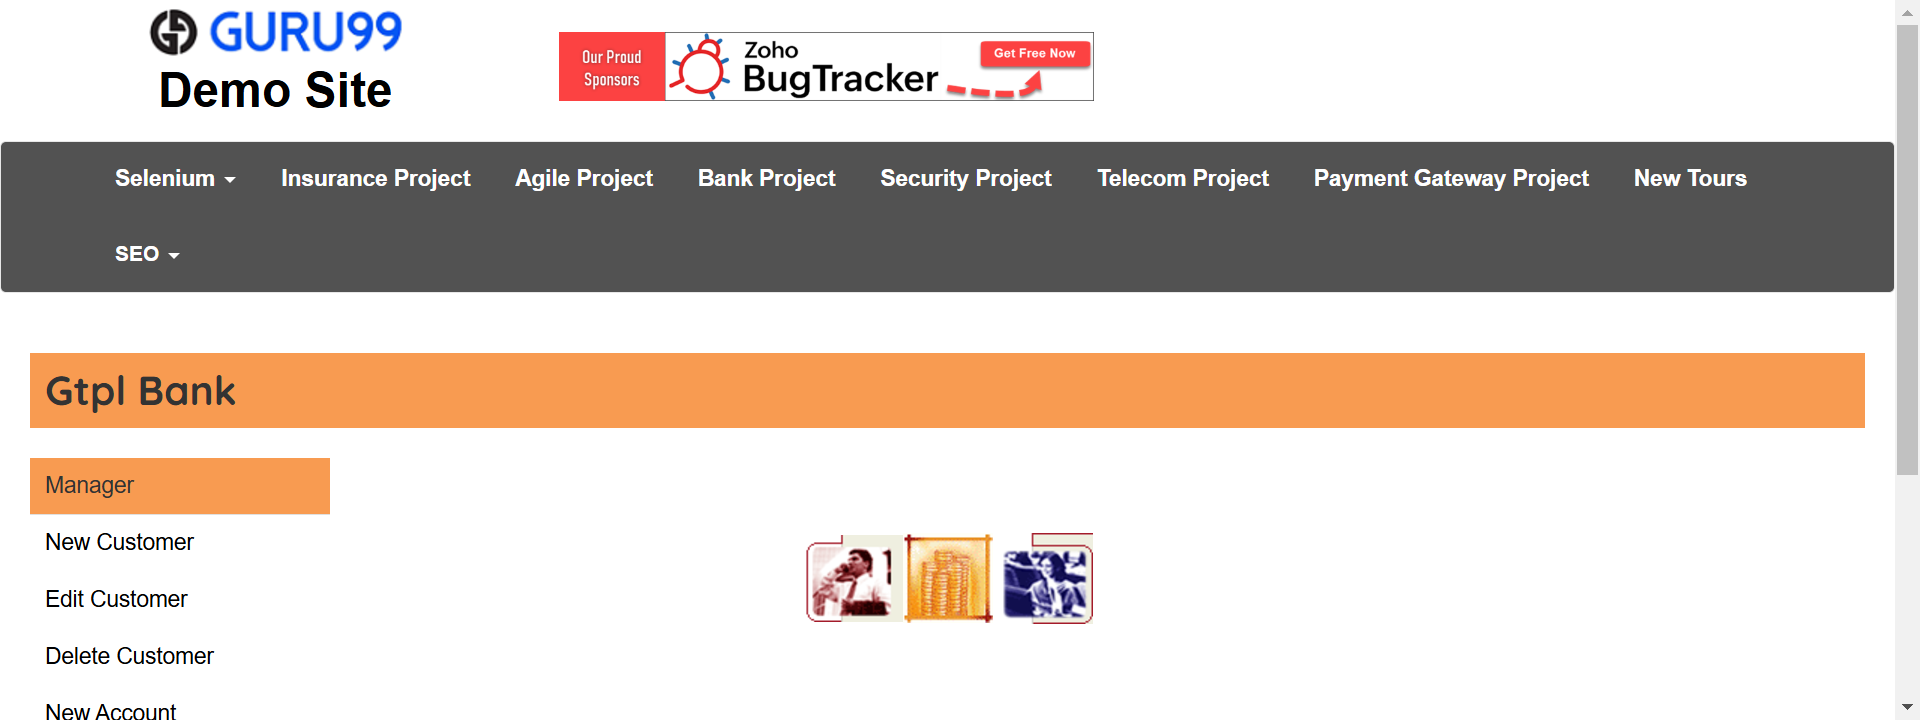 GURU99
Demo Site
Our Proud
Sponsors
Zoho
BugTracker
Get Free Now
Selenium Insurance Project Agile Project Bank Project Security Project Telecom Project Payment Gateway Project New Tours
SEO
Gtpl Bank
Manager
New Customer
Edit Customer
Delete Customer
New Account